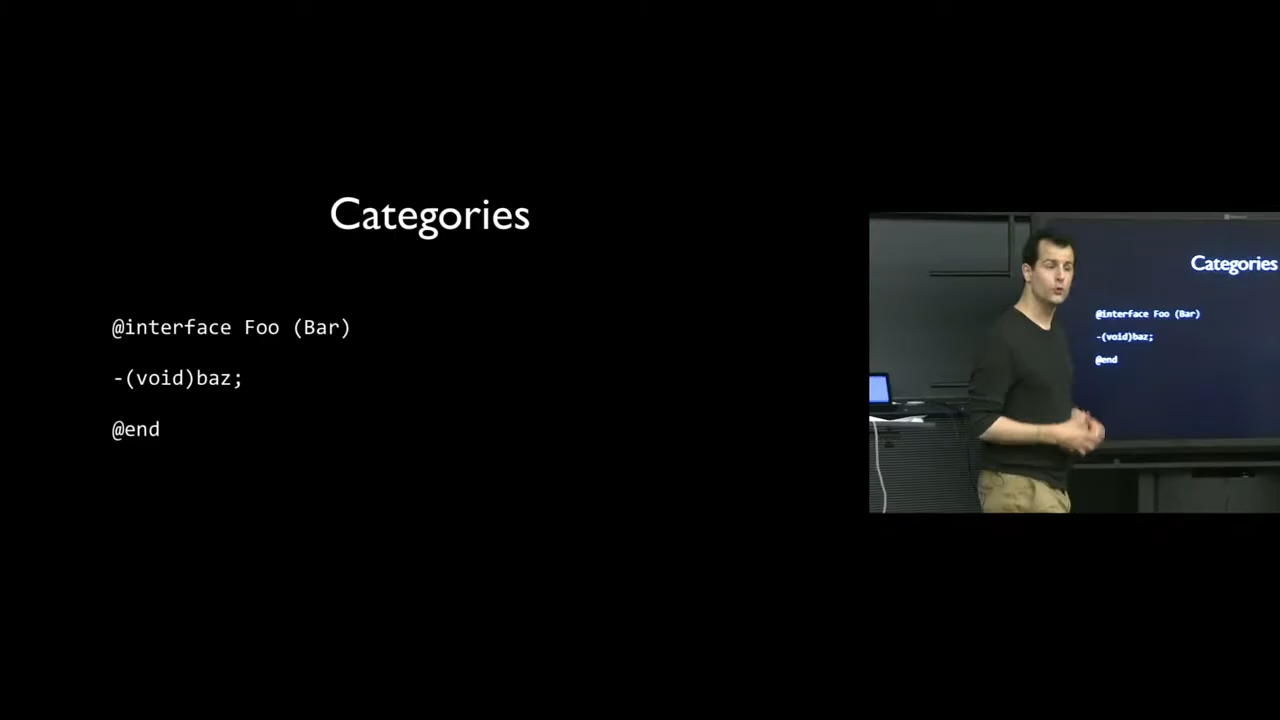 Categories
@interface Foo (Bar)
-(void)baz;
@end
Categories
@interface Foo (Bar)
-(void)baz;
@end